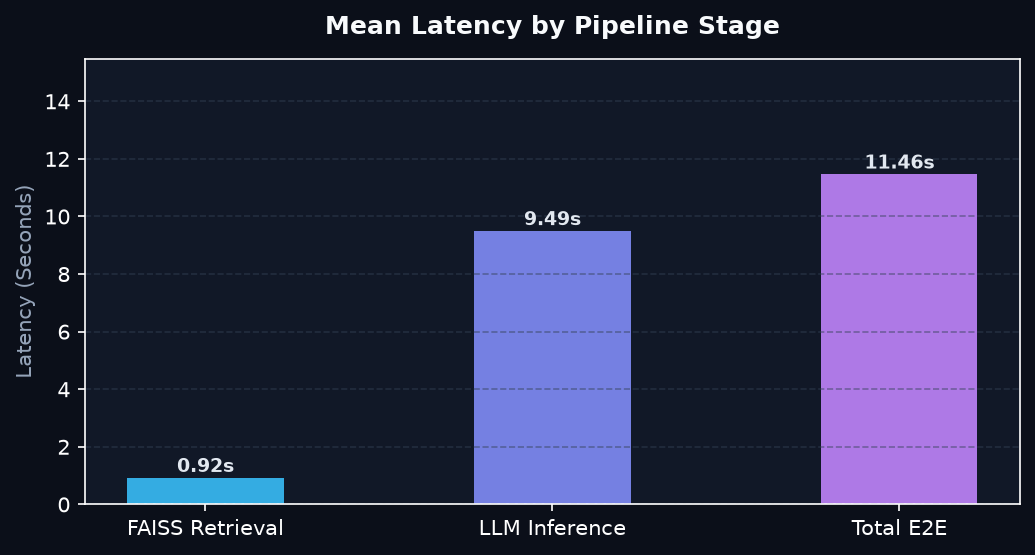 Mean Latency by Pipeline Stage
Latency (Seconds)
14
12
10
8
6
4
2
0
0.92s
9.49s
11.46s
FAISS Retrieval
LLM Inference
Total E2E